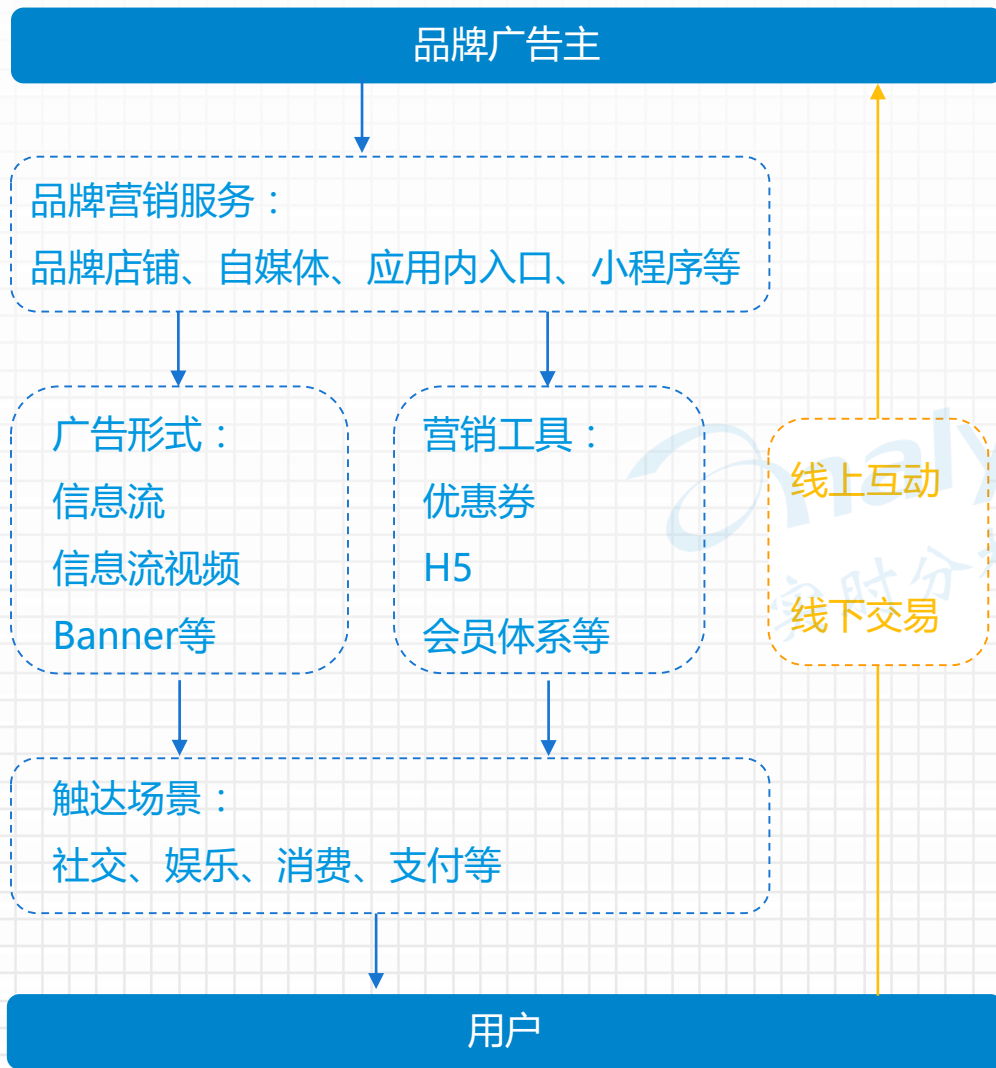 品牌广告主
品牌营销服务：
品牌店铺、自媒体、应用内入口、小程序等
广告形式：
信息流
信息流视频
Banner等
营销工具：
优惠券
H5
会员体系等
线上互动
线下交易
触达场景：
社交、娱乐、消费、支付等
用户